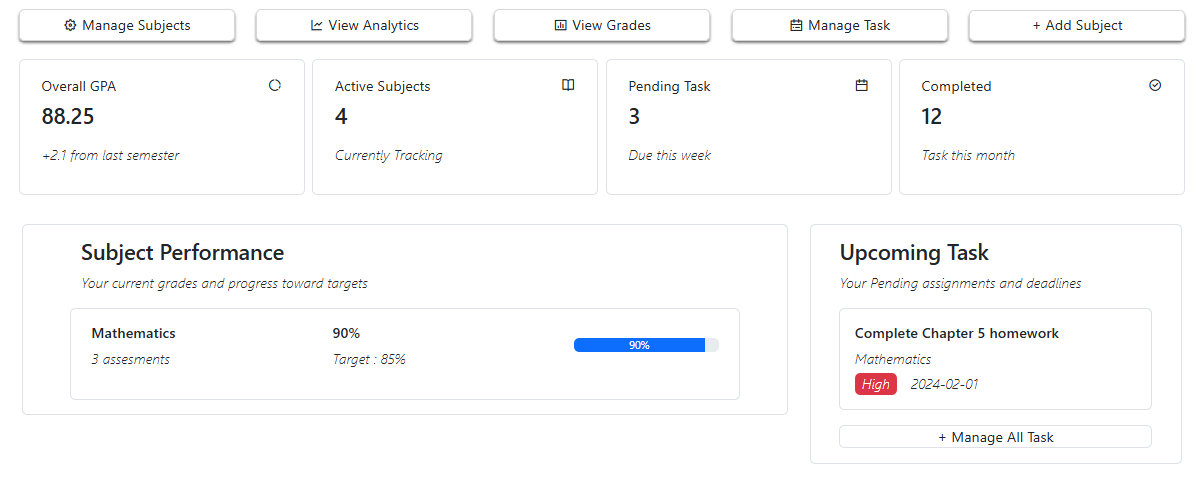 Manage Subjects
View Analytics
View Grades
Manage Task
+ Add Subject
Overall GPA
88.25
+2.1 from last semester
Active Subjects
4
Currently Tracking
Pending Task
3
Due this week
Completed
12
Task this month
Subject Performance
Your current grades and progress toward targets
Mathematics
3 assesments
90%
Target : 85%
90%
Upcoming Task
Your Pending assignments and deadlines
Complete Chapter 5 homework
Mathematics
High 2024-02-01
+ Manage All Task